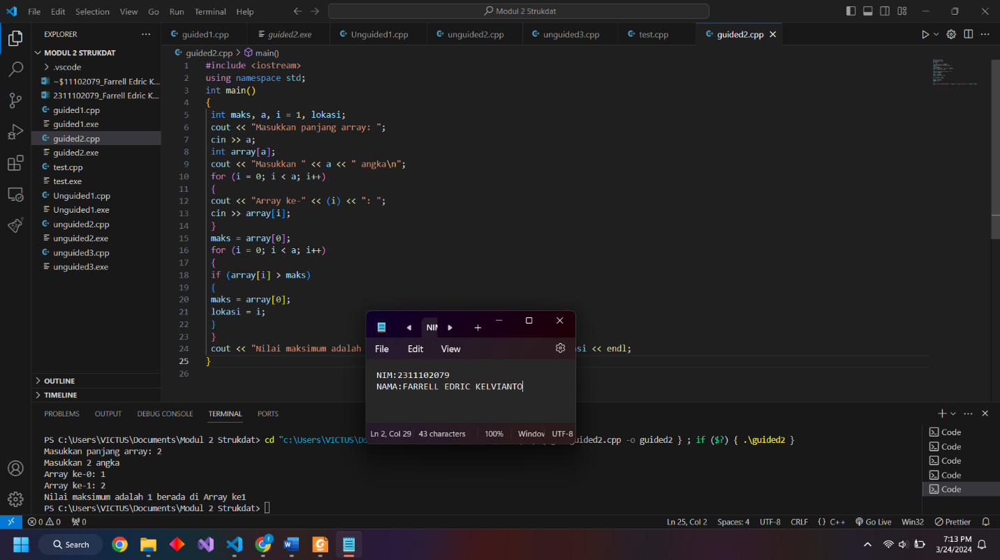 File Edit Selection View Go Run Terminal Help
Modul 2 Strukdat
EXPLORER
MODUL 2 STRUKDAT
.vscode
~$11102079_Farrell Edric K...
2311102079_Farrell Edric K...
guided1.cpp
guided1.exe
guided2.cpp
guided2.exe
test.cpp
test.exe
Unguided1.cpp
Unguided1.exe
unguided2.cpp
unguided2.exe
unguided3.cpp
unguided3.exe
OUTLINE
TIMELINE
guided1.cpp guided2.exe Unguided1.cpp unguided2.cpp unguided3.cpp test.cpp guided2.cpp
guided2.cpp > main()
1 #include <iostream>
2 using namespace std;
3 int main()
4 {
5 int maks, a, i = 1, lokasi;
6 cout << "Masukkan panjang array: ";
7 cin >> a;
8 int array[a];
9 cout << "Masukkan " << a << " angka\n";
10 for (i = 0; i < a; i++)
11 {
12 cout << "Array ke-" << (i) << ": ";
13 cin >> array[i];
14 }
15 maks = array[0];
16 for (i = 0; i < a; i++)
17 {
18 if (array[i] > maks)
19 {
20 maks = array[0];
21 lokasi = i;
22 }
23 }
24 cout << "Nilai maksimum adalah si << endl;
25 }
26
NIM
File Edit View
NIM:2311102079
NAMA:FARRELL EDRIC KELVIANTO
Ln 2, Col 29 43 characters 100% Window UTF-8
PROBLEMS OUTPUT DEBUG CONSOLE TERMINAL PORTS
PS C:\Users\VICTUS\Documents\Modul 2 Strukdat> cd "c:\Users\VICTUS\Do guided2.cpp -o guided2 } ; if ($?) { .\guided2 }
Masukkan panjang array: 2
Masukkan 2 angka
Array ke-0: 1
Array ke-1: 2
Nilai maksimum adalah 1 berada di Array ke1
PS C:\Users\VICTUS\Documents\Modul 2 Strukdat>
Code
Code
Code
Code
Code
0 0 0 Ln 25, Col 2 Spaces: 4 UTF-8 CRLF {} C++ Go Live Win32 Prettier
Search
7:13 PM
3/24/2024